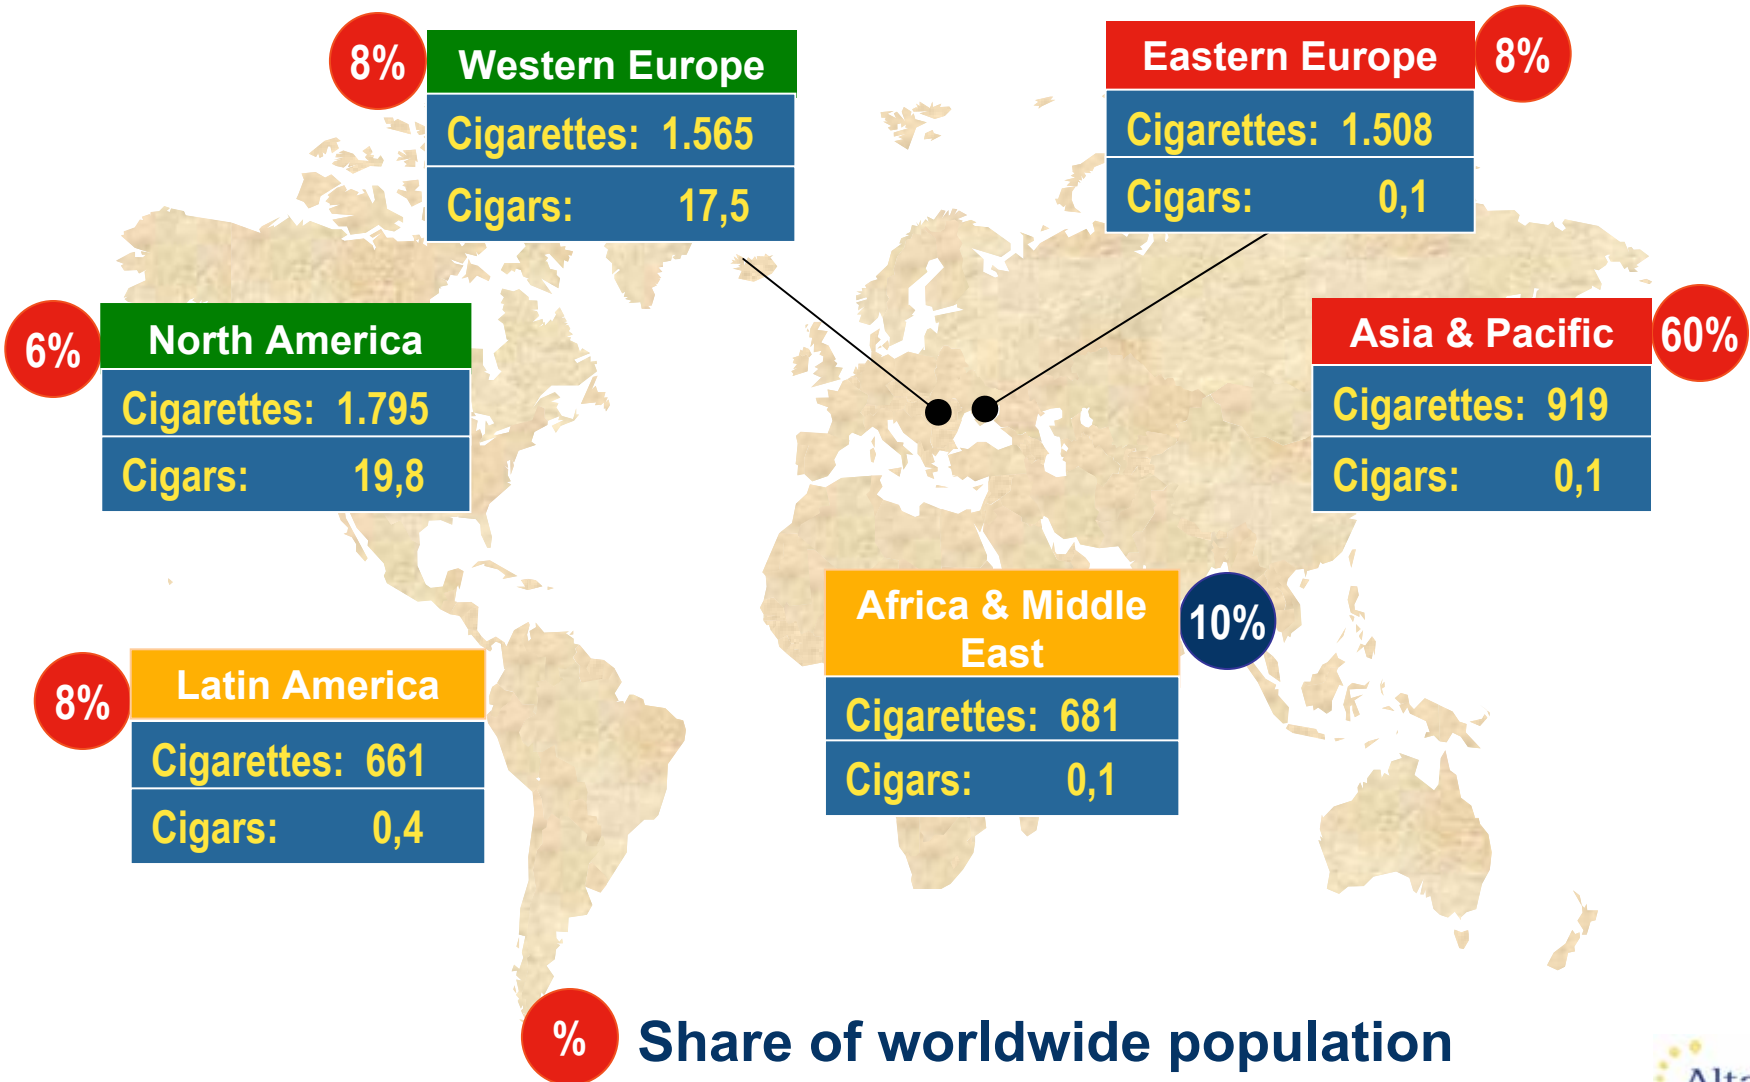 8%
Western Europe
Cigarettes: 1.565
Cigars: 17,5
Eastern Europe
8%
Cigarettes: 1.508
Cigars: 0,1
6%
North America
Cigarettes: 1.795
Cigars: 19,8
Asia & Pacific
60%
Cigarettes: 919
Cigars: 0,1
Africa & Middle
East
10%
Cigarettes: 681
Cigars: 0,1
8%
Latin America
Cigarettes: 661
Cigars: 0,4
% Share of worldwide population